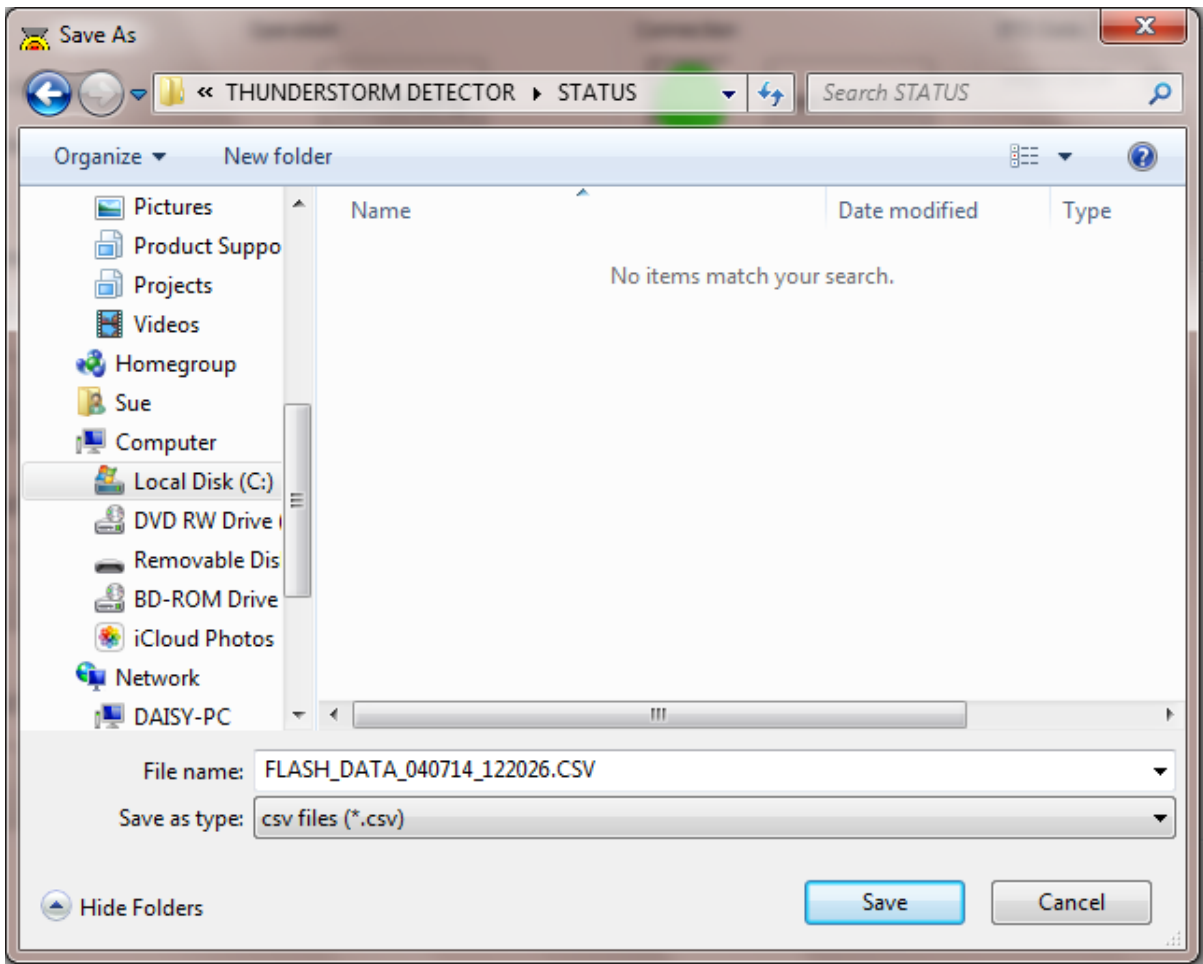 Save As
« THUNDERSTORM DETECTOR ▸ STATUS
Search STATUS
Organize
New folder
Pictures
Product Suppo
Projects
Videos
Homegroup
Sue
Computer
Local Disk (C:)
DVD RW Drive (
Removable Dis
BD-ROM Drive
iCloud Photos
Network
DAISY-PC
Name
Date modified
Type
No items match your search.
File name: FLASH_DATA_040714_122026.CSV
Save as type: csv files (*.csv)
Hide Folders
Save
Cancel